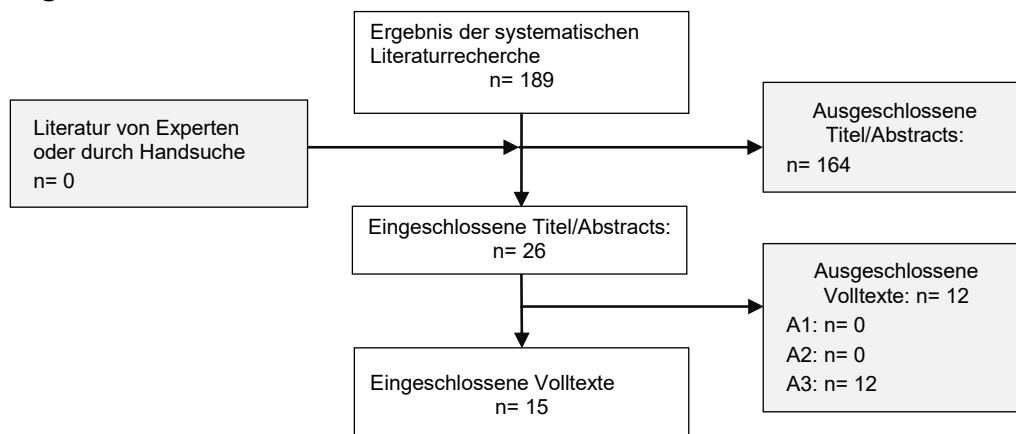 Ergebnis der systematischen
Literaturrecherche
n= 189
Literatur von Experten
oder durch Handsuche
n= 0
Ausgeschlossene
Titel/Abstracts:
n= 164
Eingeschlossene Titel/Abstracts:
n= 26
Ausgeschlossene
Volltexte: n= 12
A1: n= 0
A2: n= 0
A3: n= 12
Eingeschlossene Volltexte
n= 15